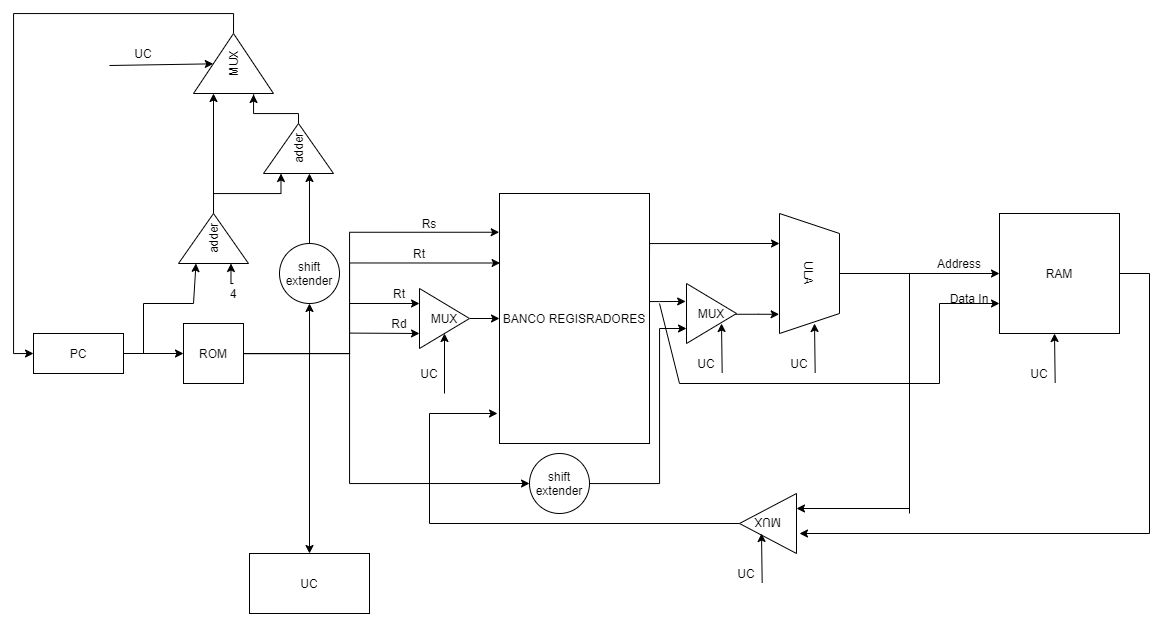 UC
MUX
adder
adder
4
shift
extender
PC
ROM
Rs
Rt
Rt
Rd
MUX
UC
BANCO REGISRADORES
MUX
UC
ULA
UC
Address
Data In
RAM
UC
shift
extender
MUX
UC
UC